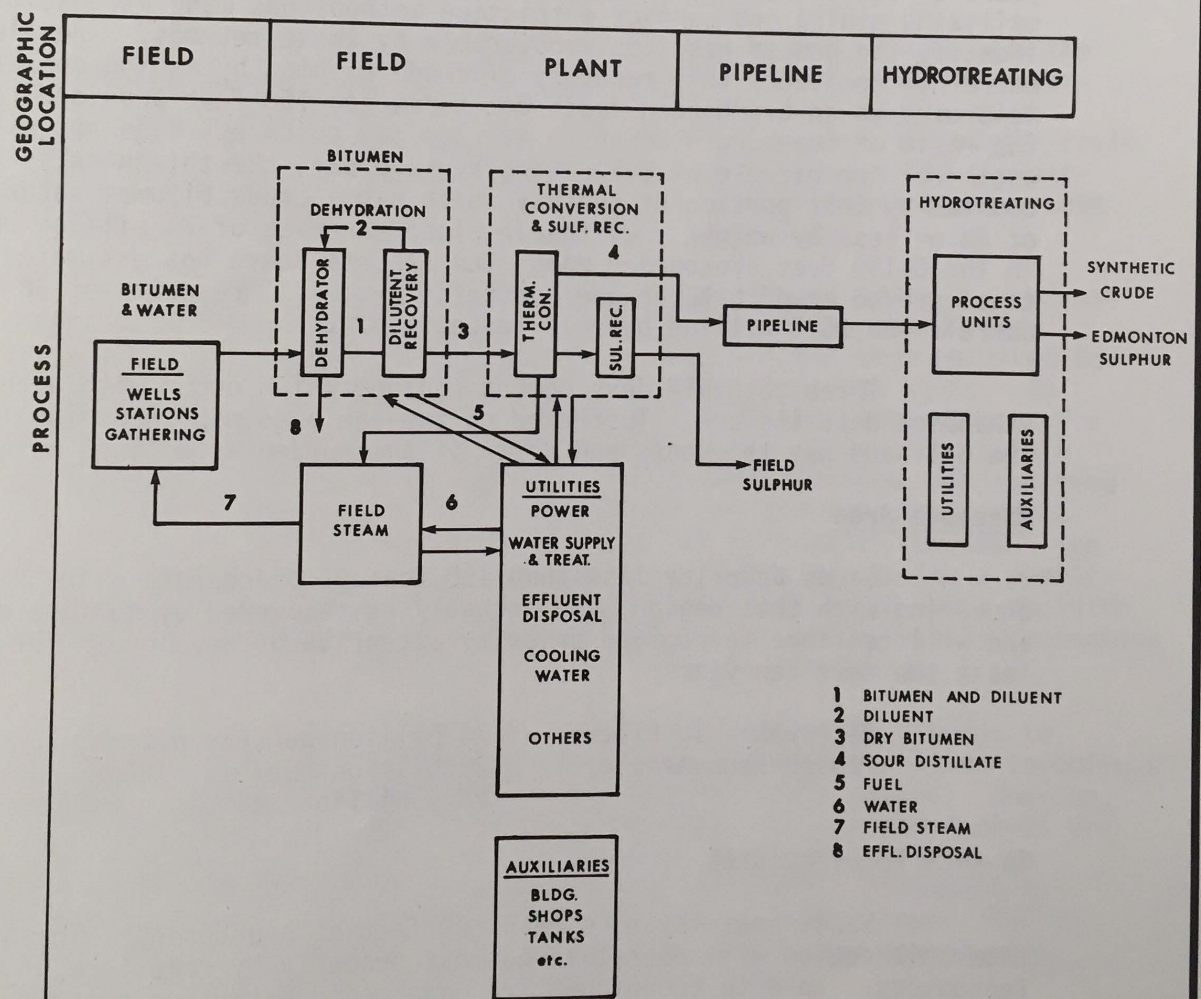 GEOGRAPHIC
LOCATION
FIELD
FIELD
PLANT
PIPELINE
HYDROTREATING
PROCESS
BITUMEN
& WATER
FIELD
WELLS
STATIONS
GATHERING
BITUMEN
DEHYDRATION
2
DEHYDRATOR
1
DILUTENT
RECOVERY
3
8
5
THERMAL
CONVERSION
& SULF. REC.
4
THERM.
CON.
SUL. REC.
PIPELINE
HYDROTREATING
PROCESS
UNITS
SYNTHETIC
CRUDE
EDMONTON
SULPHUR
UTILITIES
AUXILIARIES
FIELD
SULPHUR
7
FIELD
STEAM
6
UTILITIES
POWER
WATER SUPPLY
& TREAT.
EFFLUENT
DISPOSAL
COOLING
WATER
OTHERS
AUXILIARIES
BLDG.
SHOPS
TANKS
etc.
1 BITUMEN AND DILUENT
2 DILUENT
3 DRY BITUMEN
4 SOUR DISTILLATE
5 FUEL
6 WATER
7 FIELD STEAM
8 EFFL. DISPOSAL